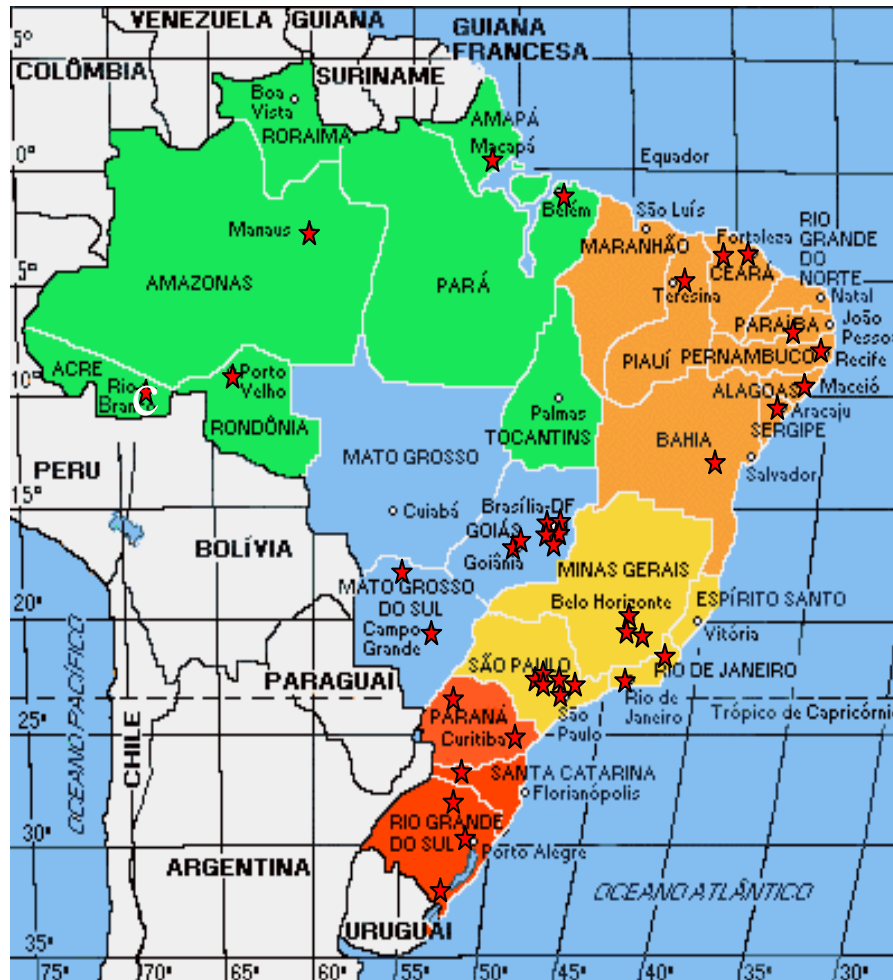 VENEZUELA
GUIANA
GUIANA
FRANCESA
5°
COLÔMBIA
SURINAME
Boa
Vista
RORAIMA
AMAPÁ
Macapá
0°
Equador
Belém
São Luís
RIO
GRANDE
DO
NORTE
Manaus
MARANHÃO
Fortaleza
CEARÁ
AMAZONAS
PARÁ
5°
Teresina
Natal
PARAÍBA
João
Pesso
ACRE
Rio
Bran
C
Porto
Velho
PIAUÍ
PERNAMBUCO
Recife
10°
ALAGOAS
Maceió
Palmas
TOCANTINS
Aracaju
SERGIPE
RONDÔNIA
BAHIA
PERU
MATO GROSSO
Salvador
15°
Cuiabá
Brasília-DF
GOIÁS
Goiânia
BOLÍVIA
MINAS GERAIS
MATO GROSSO
DO SUL
Belo Horizonte
ESPÍRITO SANTO
20°
Campo
Grande
Vitória
SÃO PAULO
RIO DE JANEIRO
PARAGUAI
Rio de
Janeiro
São
Paulo
Trópico de Capricórni
OCEANO PACÍFICO
CHILE
PARANÁ
Curitiba
25°
SANTA CATARINA
Florianópolis
RIO GRANDE
DO SUL
30°
Porto Alegre
ARGENTINA
OCEANO ATLÂNTICO
URUGUAI
35°
75°
70°
65°
60°
55°
50°
45°
40°
35°
30°